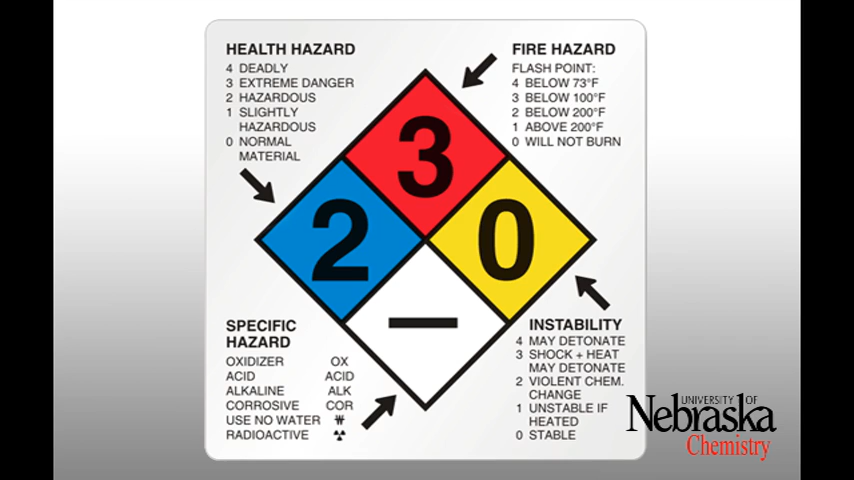 HEALTH HAZARD
4 DEADLY
3 EXTREME DANGER
2 HAZARDOUS
1 SLIGHTLY
HAZARDOUS
0 NORMAL
MATERIAL
FIRE HAZARD
FLASH POINT:
4 BELOW 73°F
3 BELOW 100°F
2 BELOW 200°F
1 ABOVE 200°F
0 WILL NOT BURN
3
2
0
—
SPECIFIC
HAZARD
OXIDIZER OX
ACID ACID
ALKALINE ALK
CORROSIVE COR
USE NO WATER W
RADIOACTIVE ☢
INSTABILITY
4 MAY DETONATE
3 SHOCK + HEAT
MAY DETONATE
2 VIOLENT CHEM.
CHANGE
1 UNSTABLE IF
HEATED
0 STABLE
UNIVERSITY OF
Nebraska
Chemistry